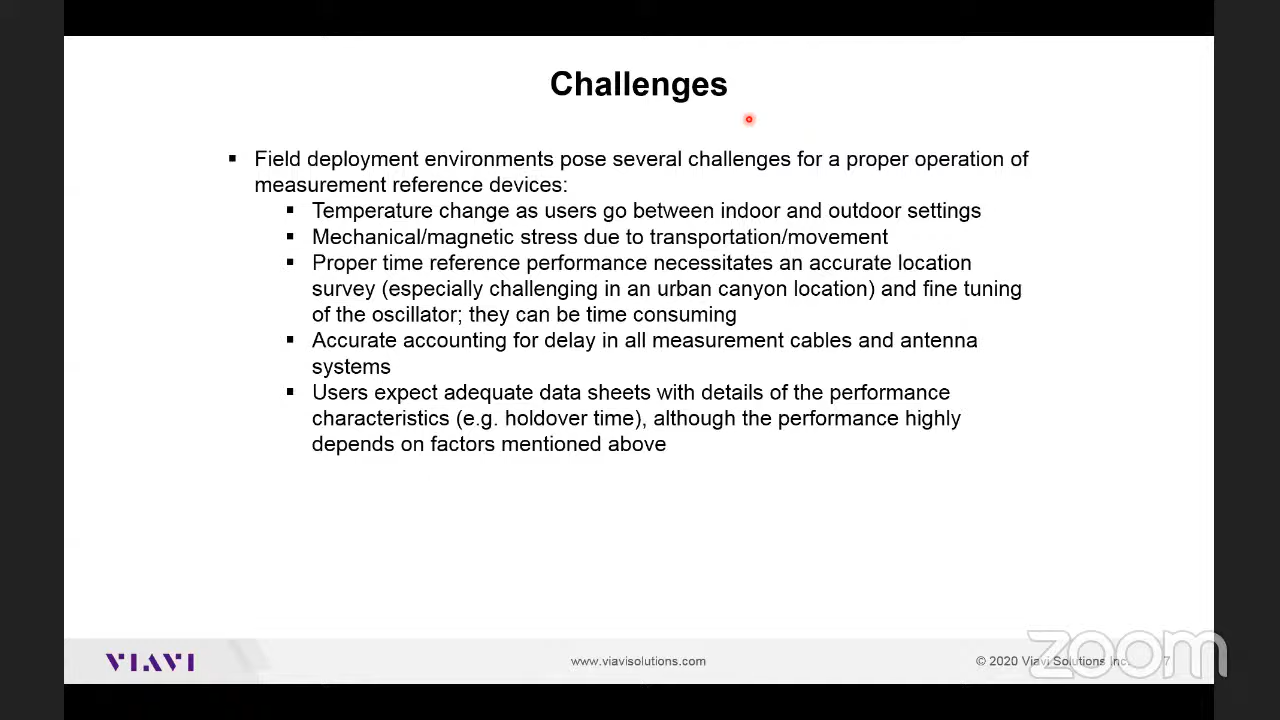 Challenges
▪ Field deployment environments pose several challenges for a proper operation of
measurement reference devices:
▪ Temperature change as users go between indoor and outdoor settings
▪ Mechanical/magnetic stress due to transportation/movement
▪ Proper time reference performance necessitates an accurate location
survey (especially challenging in an urban canyon location) and fine tuning
of the oscillator; they can be time consuming
▪ Accurate accounting for delay in all measurement cables and antenna
systems
▪ Users expect adequate data sheets with details of the performance
characteristics (e.g. holdover time), although the performance highly
depends on factors mentioned above
VIAVI
www.viavisolutions.com
© 2020 Viavi Solutions Inc. 7
zoom